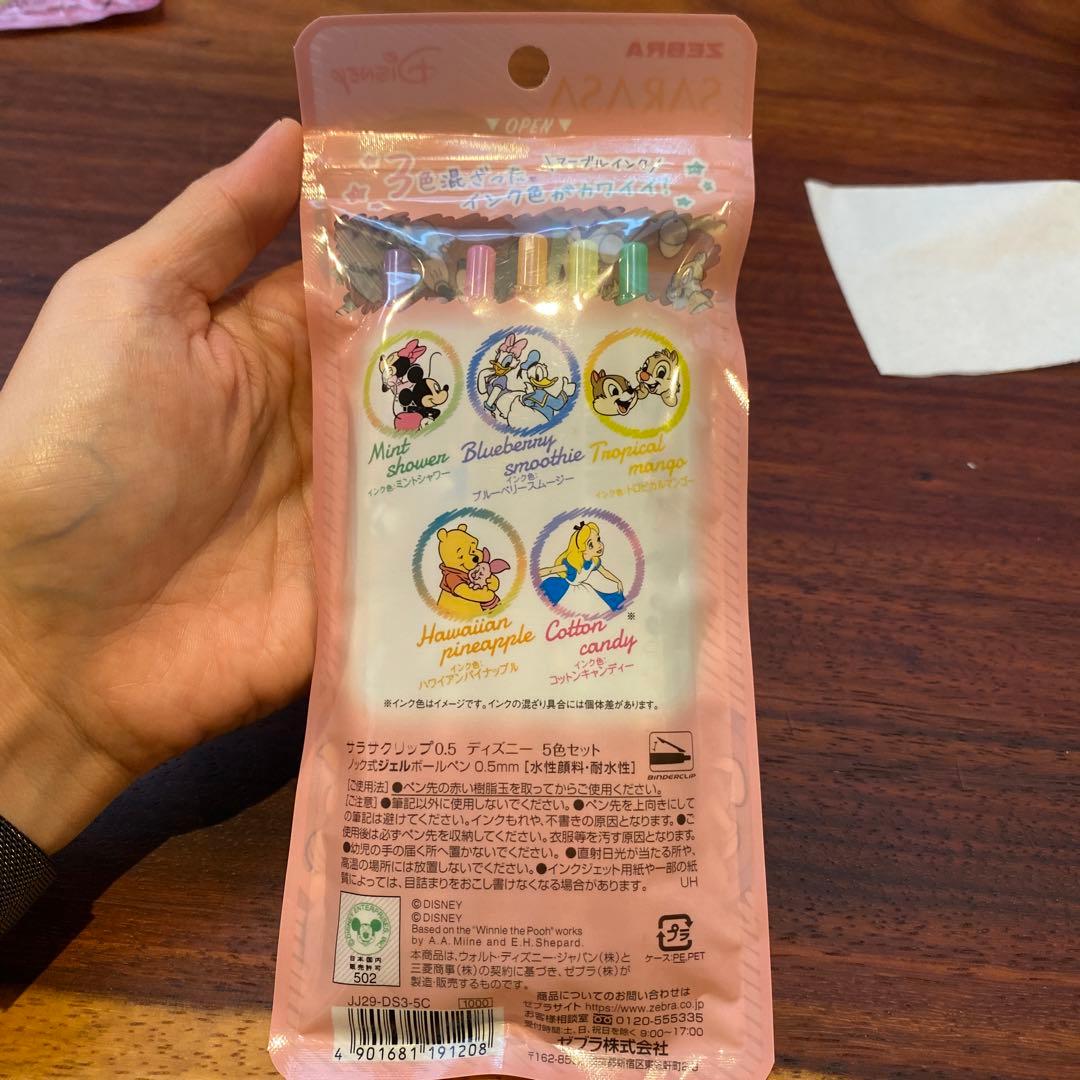 ZEBRA
Disney
SARASA
▼ OPEN ▼
3色混ざった
\マーブルインク/
インク色がカワイイ!
Mint shower
インク色:ミントシャワー
Blueberry smoothie
インク色:
ブルーベリースムージー
Tropical mango
インク色:トロピカルマンゴー
Hawaiian pineapple
インク色:
ハワイアンパイナップル
Cotton candy ※
インク色:
コットンキャンディー
※インク色はイメージです。インクの混ざり具合には個体差があります。
サラサクリップ0.5 ディズニー 5色セット
ノック式ジェルボールペン 0.5mm [水性顔料・耐水性]
BINDERCLIP
[ご使用法] ●ペン先の赤い樹脂玉を取ってからご使用ください。
[ご注意] ●筆記以外に使用しないでください。●ペン先を上向きにして
の筆記は避けてください。インクもれや、不書きの原因となります。●ご
使用後は必ずペン先を収納してください。衣服等を汚す原因となります。
●幼児の手の届く所へ置かないでください。 ●直射日光が当たる所や、
高温の場所には放置しないでください。●インクジェット用紙や一部の紙
質によっては、目詰まりをおこし書けなくなる場合があります。 UH
©DISNEY
©DISNEY
Based on the "Winnie the Pooh" works
by A.A. Milne and E.H. Shepard.
本商品は、ウォルト・ディズニー・ジャパン(株)と
三菱商事(株)の契約に基づき、ゼブラ(株)が
製造・販売するものです。
DISNEY ENTERPRISES, INC.
日本国内
販売許可
502
プラ
ケース:PE,PET
JJ29-DS3-5C 1000
4 901681 191208
商品についてのお問い合わせは
ゼブラサイト https://www.zebra.co.jp
お客様相談室 0120-555335
受付時間:土、日、祝日を除く 9:00~17:00
ゼブラ株式会社